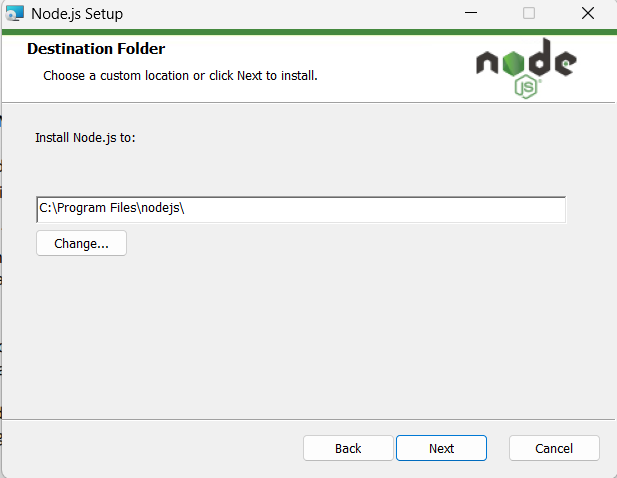 Node.js Setup
Destination Folder
Choose a custom location or click Next to install.
node
JS
Install Node.js to:
C:\Program Files\nodejs\
Change...
Back
Next
Cancel